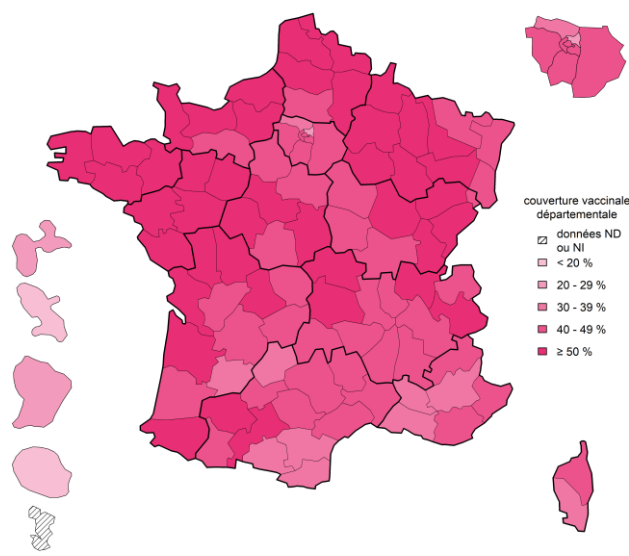 couverture vaccinale
départementale
données ND
ou NI
< 20 %
20 - 29 %
30 - 39 %
40 - 49 %
≥ 50 %